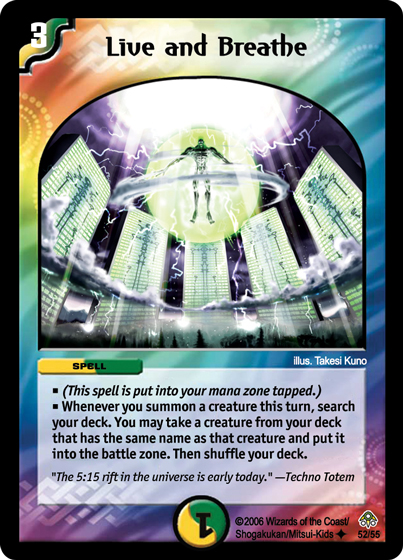 3
Live and Breathe
illus. Takesi Kuno
SPELL
▪ (This spell is put into your mana zone tapped.)
▪ Whenever you summon a creature this turn, search
your deck. You may take a creature from your deck
that has the same name as that creature and put it
into the battle zone. Then shuffle your deck.
"The 5:15 rift in the universe is early today." —Techno Totem
1
©2006 Wizards of the Coast/
Shogakukan/Mitsui-Kids ✦ 52/55